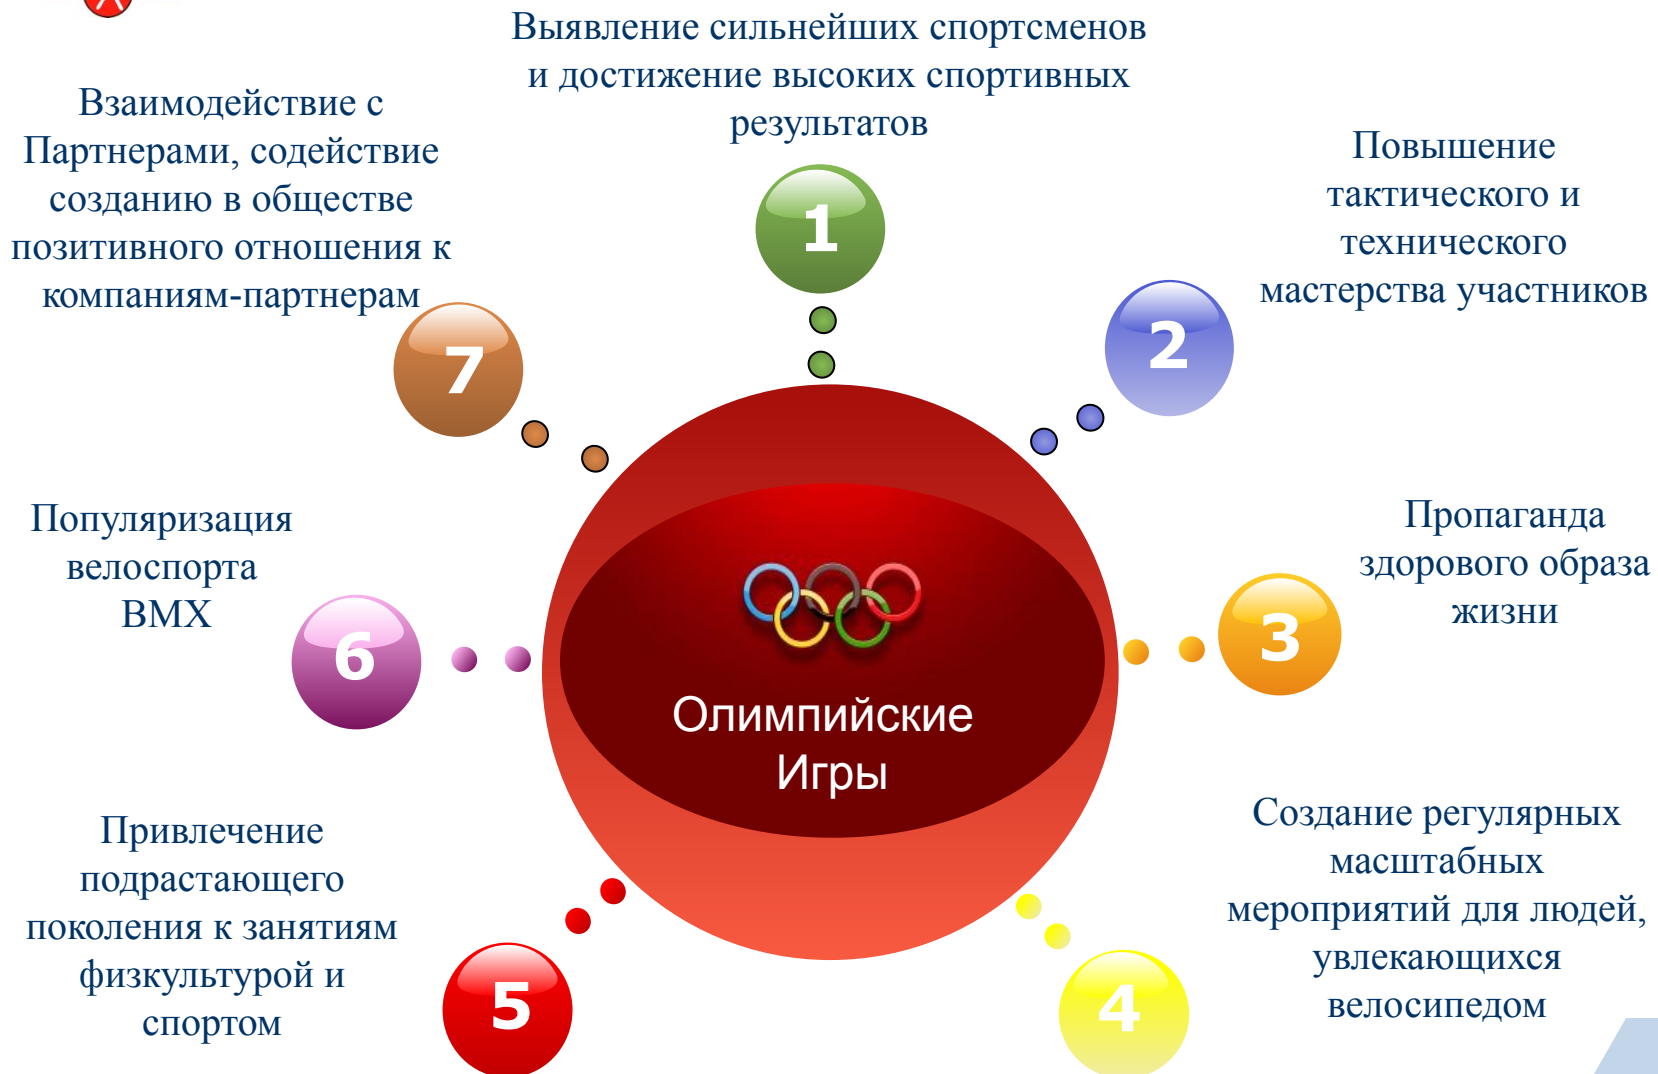 Выявление сильнейших спортсменов
и достижение высоких спортивных
результатов
1
Повышение
тактического и
технического
мастерства участников
2
Пропаганда
здорового образа
жизни
3
Создание регулярных
масштабных
мероприятий для людей,
увлекающихся
велосипедом
4
Привлечение
подрастающего
поколения к занятиям
физкультурой и
спортом
5
Популяризация
велоспорта
ВМХ
6
Взаимодействие с
Партнерами, содействие
созданию в обществе
позитивного отношения к
компаниям-партнерам
7
Олимпийские
Игры